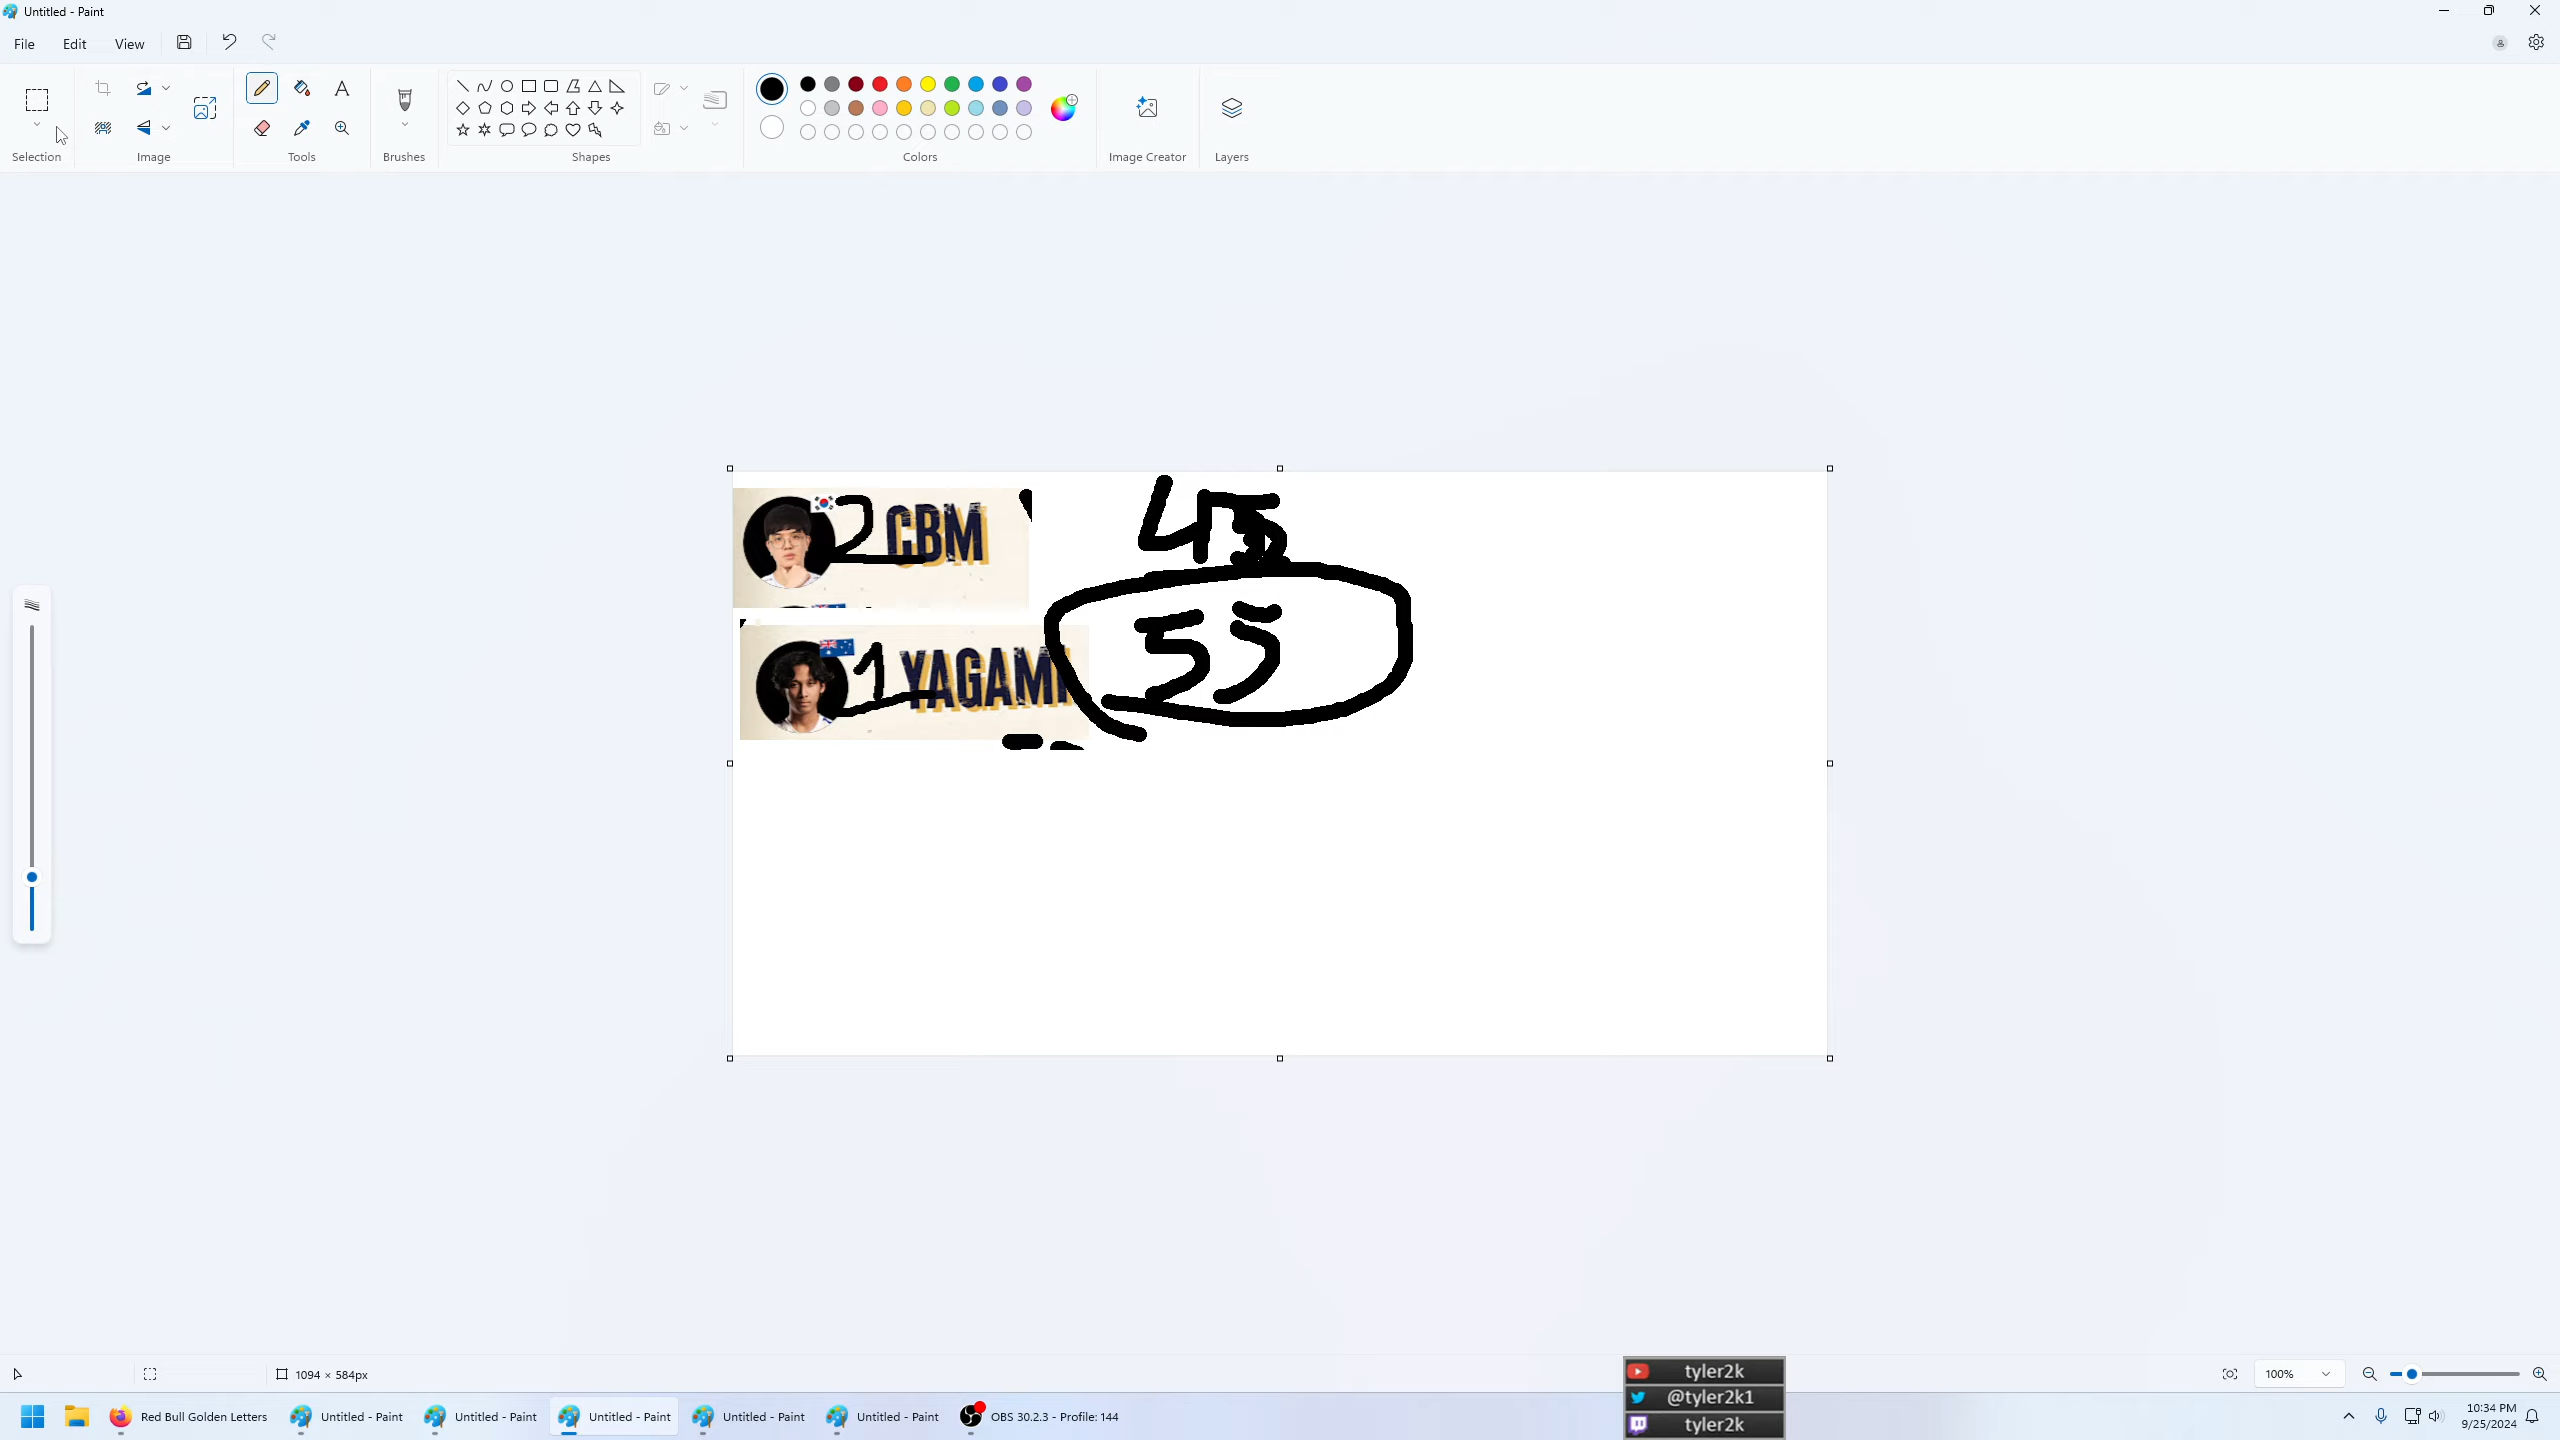 Untitled - Paint
File Edit View
Selection Image Tools Brushes Shapes Colors Image Creator Layers
2 CBM 45
1 YAGAMI 55
1094 × 584px
100%
tyler2k
@tyler2k1
tyler2k
Red Bull Golden Letters Untitled - Paint Untitled - Paint Untitled - Paint Untitled - Paint Untitled - Paint OBS 30.2.3 - Profile: 144
10:34 PM
9/25/2024